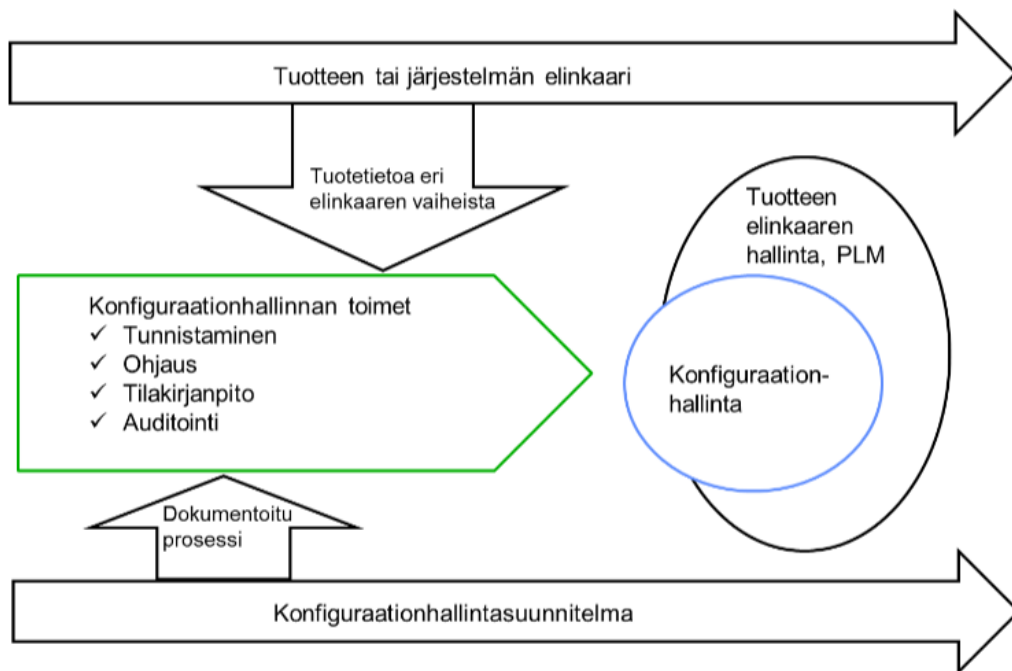 Tuotteen tai järjestelmän elinkaari
Tuotetietoa eri
elinkaaren vaiheista
Tuotteen
elinkaaren
hallinta, PLM
Konfiguraationhallinnan toimet
✓ Tunnistaminen
✓ Ohjaus
✓ Tilakirjanpito
✓ Auditointi
Konfiguraation-
hallinta
Dokumentoitu
prosessi
Konfiguraationhallintasuunnitelma